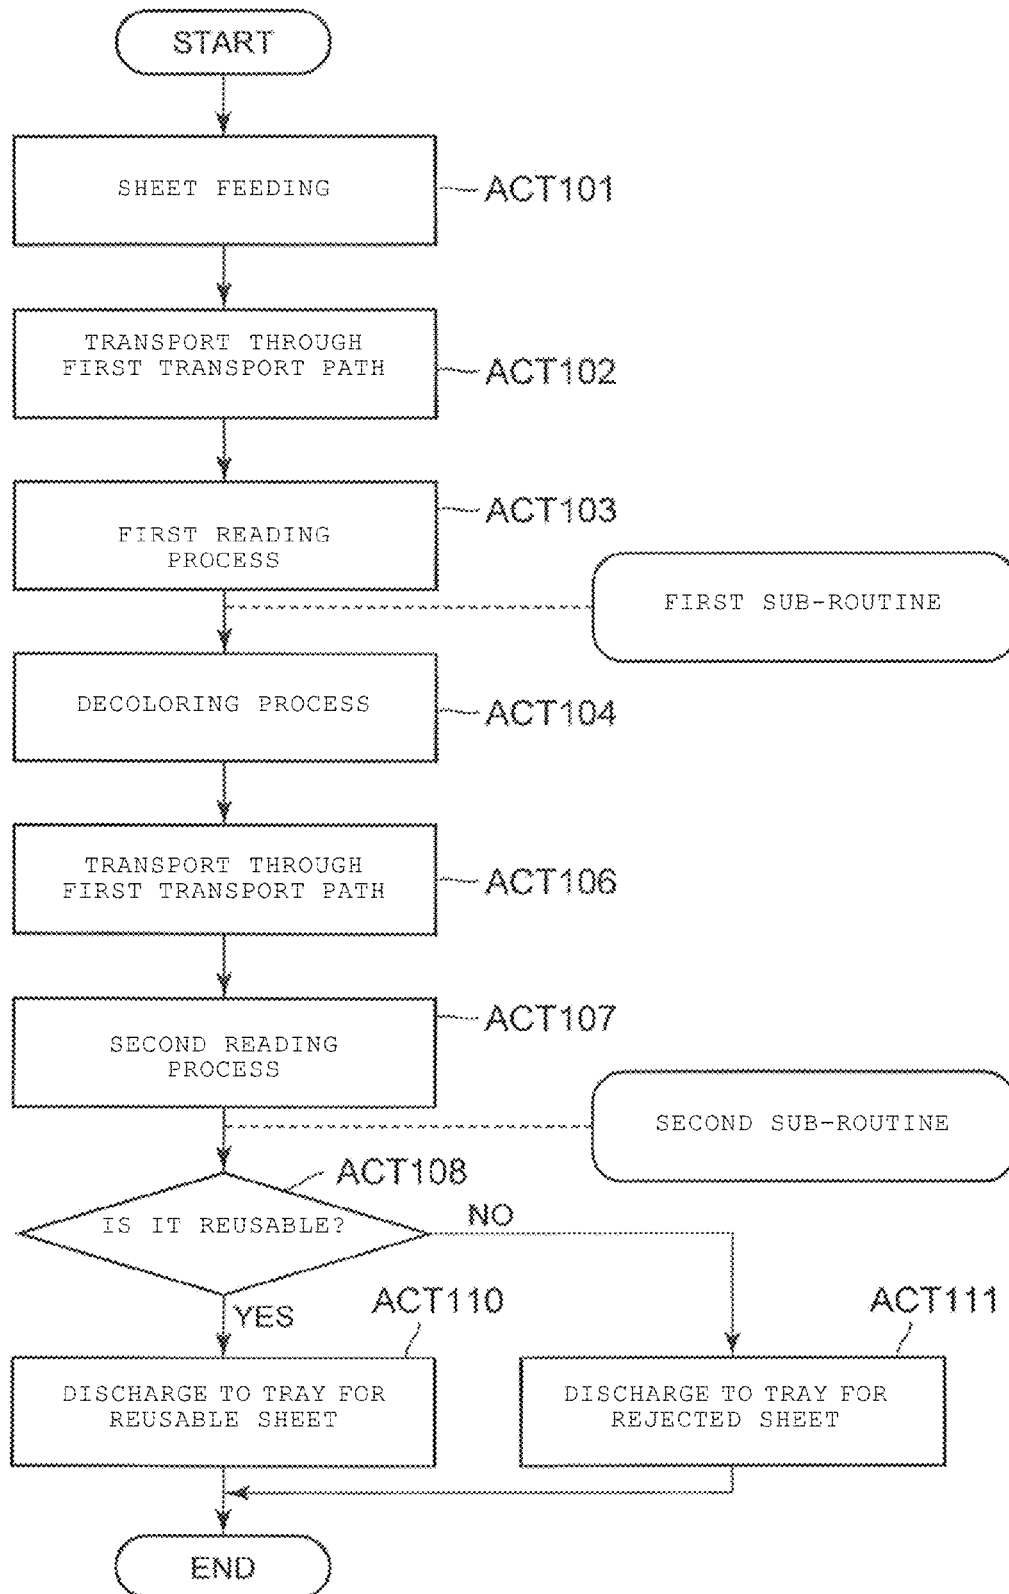 START
SHEET FEEDING
ACT101
TRANSPORT THROUGH
FIRST TRANSPORT PATH
ACT102
FIRST READING
PROCESS
ACT103
FIRST SUB-ROUTINE
DECOLORING PROCESS
ACT104
TRANSPORT THROUGH
FIRST TRANSPORT PATH
ACT106
SECOND READING
PROCESS
ACT107
SECOND SUB-ROUTINE
ACT108
IS IT REUSABLE?
NO
YES
ACT110
ACT111
DISCHARGE TO TRAY FOR
REUSABLE SHEET
DISCHARGE TO TRAY FOR
REJECTED SHEET
END